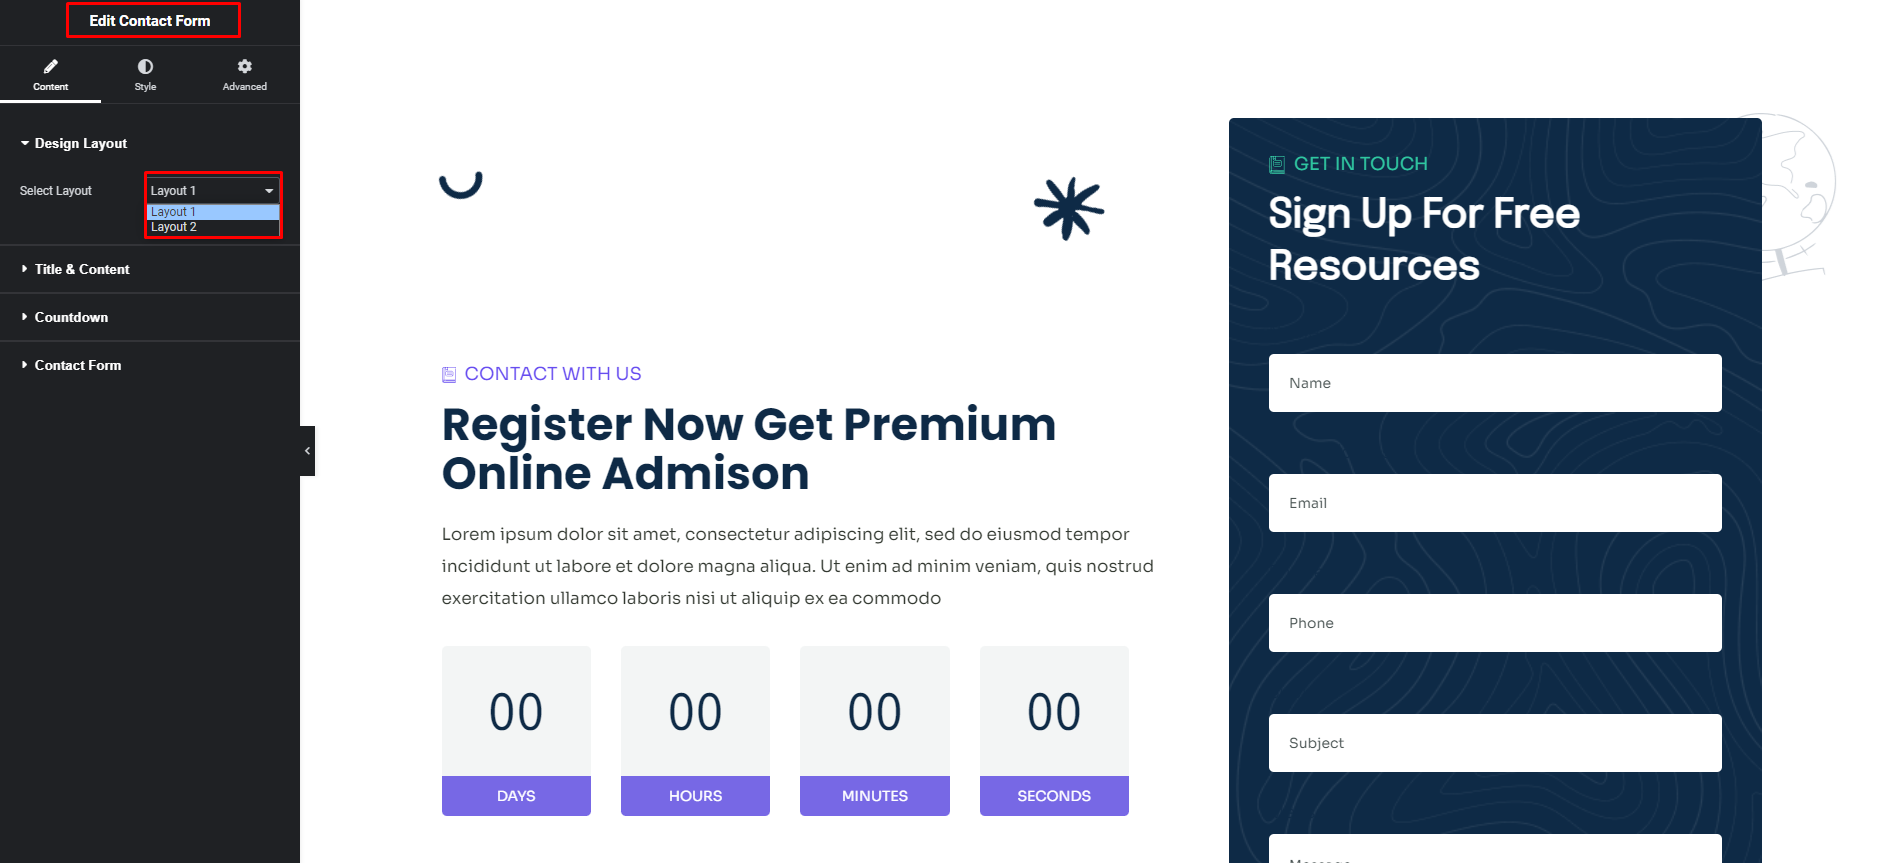 Edit Contact Form
Content
Style
Advanced
Design Layout
Select Layout
Layout 1
Layout 1
Layout 2
Title & Content
Countdown
Contact Form
CONTACT WITH US
Register Now Get Premium
Online Admison
Lorem ipsum dolor sit amet, consectetur adipiscing elit, sed do eiusmod tempor
incididunt ut labore et dolore magna aliqua. Ut enim ad minim veniam, quis nostrud
exercitation ullamco laboris nisi ut aliquip ex ea commodo
00
DAYS
00
HOURS
00
MINUTES
00
SECONDS
GET IN TOUCH
Sign Up For Free
Resources
Name
Email
Phone
Subject